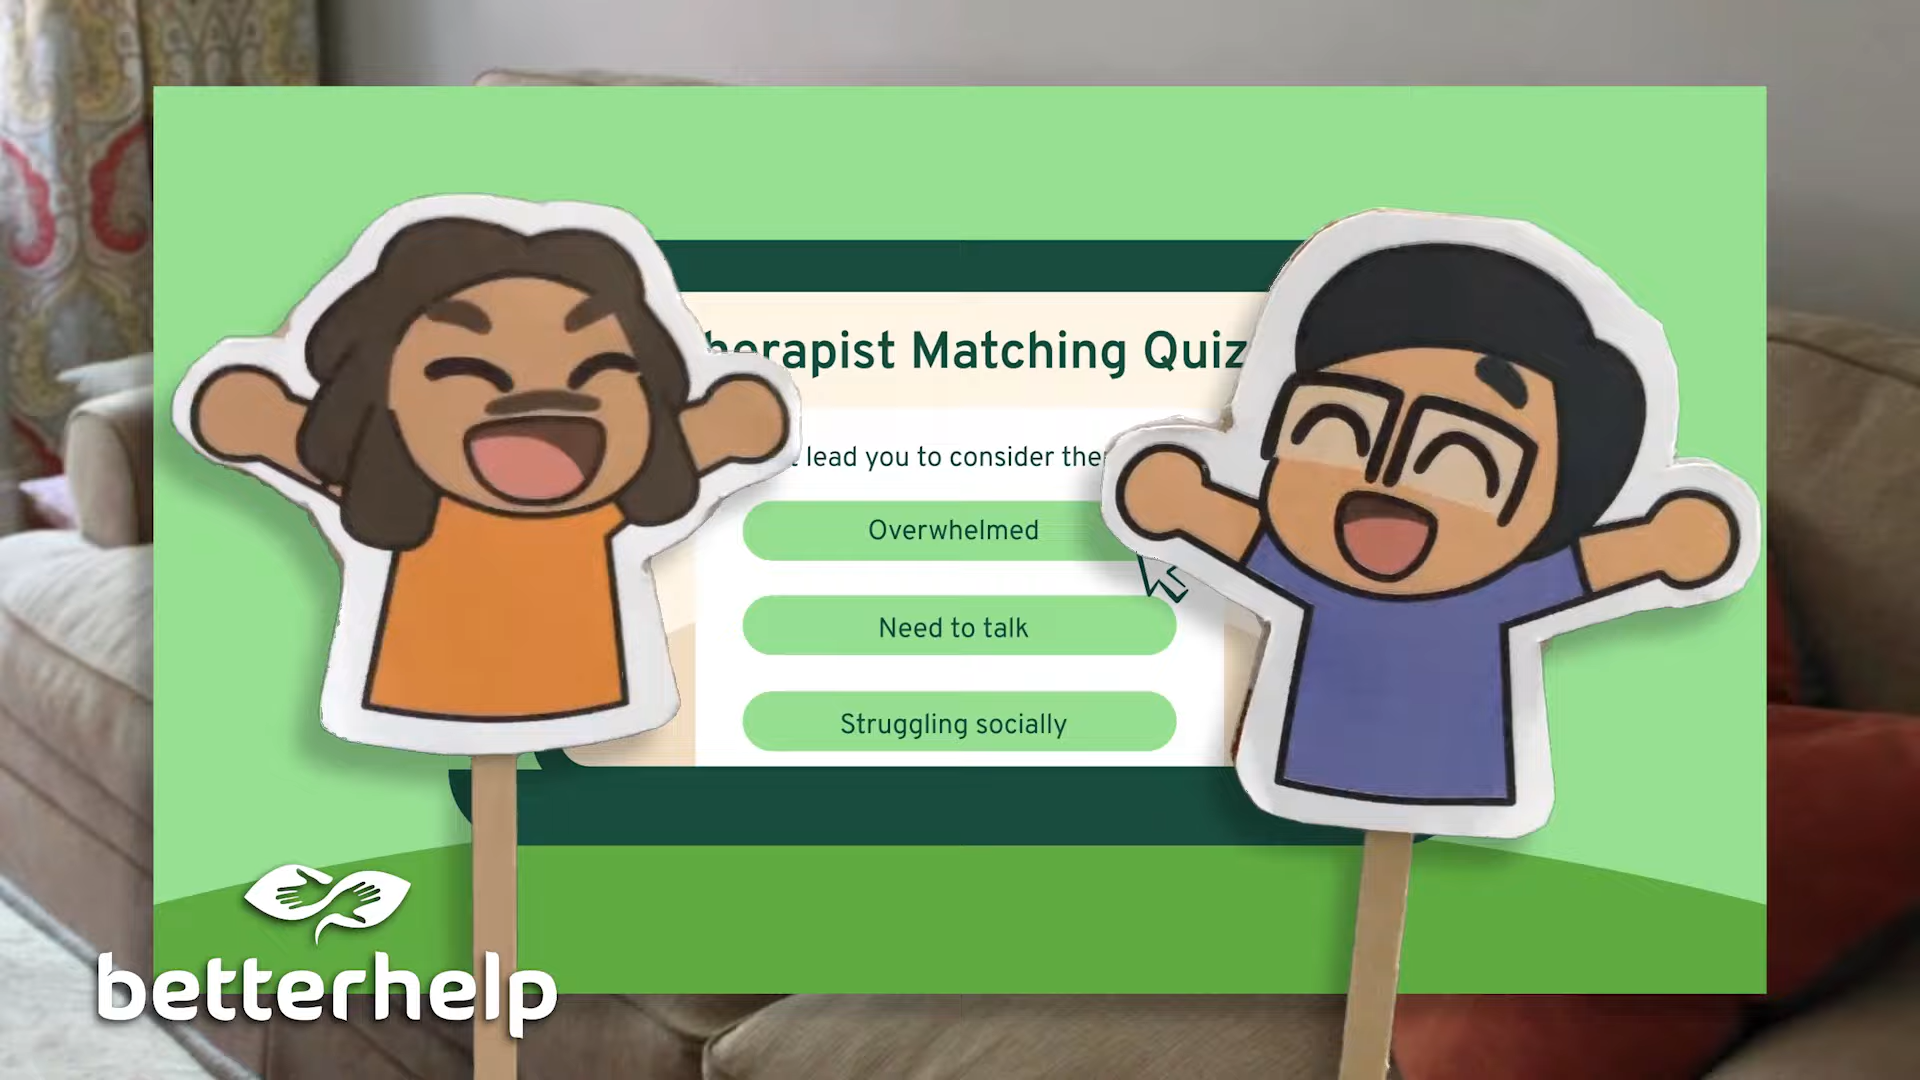 herapist Matching Quiz
lead you to consider the
Overwhelmed
Need to talk
Struggling socially
betterhelp